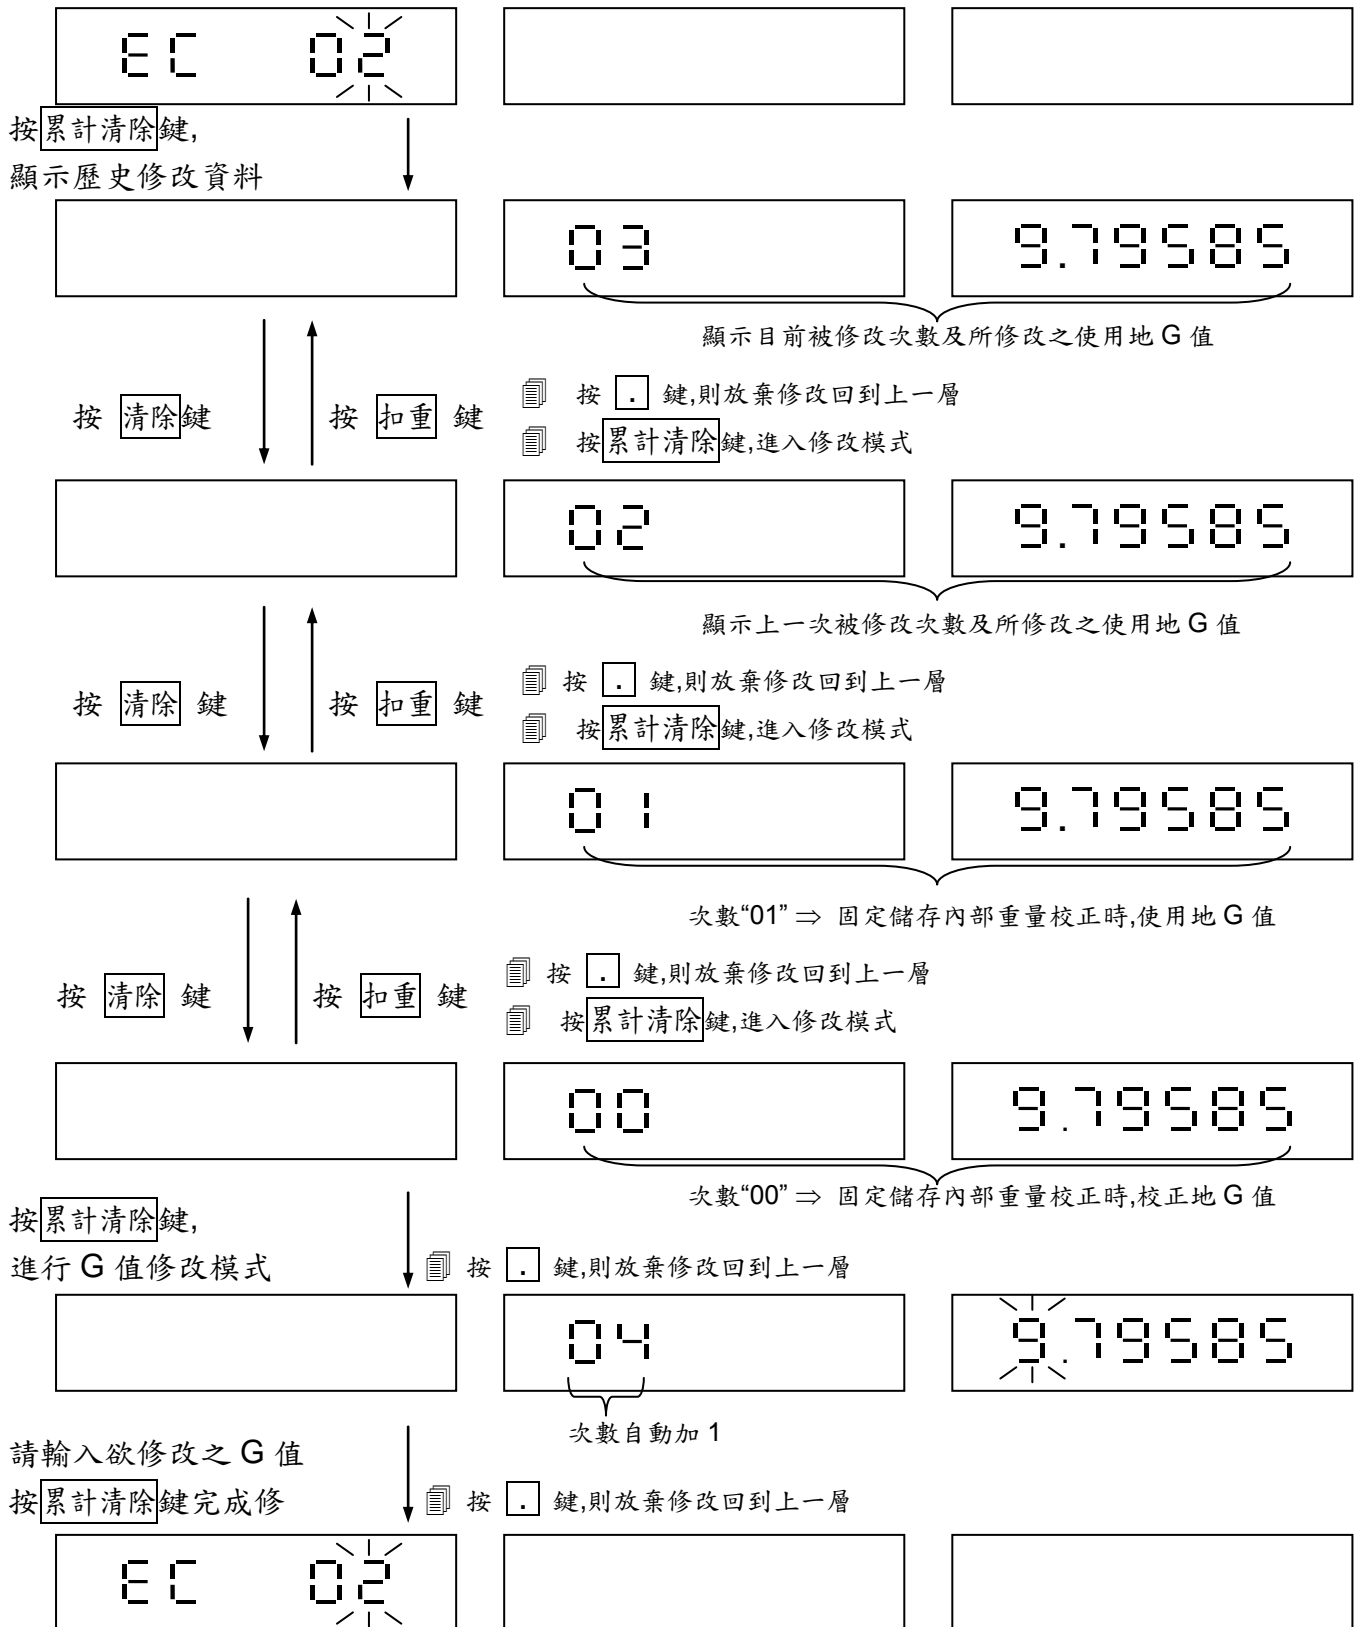 EC 02
按累計清除鍵,
顯示歷史修改資料
03 9.79585
顯示目前被修改次數及所修改之使用地 G 值
按 清除鍵 按 扣重 鍵
按 . 鍵,則放棄修改回到上一層
按累計清除鍵,進入修改模式
02 9.79585
顯示上一次被修改次數及所修改之使用地 G 值
按 清除 鍵 按 扣重 鍵
按 . 鍵,則放棄修改回到上一層
按累計清除鍵,進入修改模式
01 9.79585
次數“01” ⇒ 固定儲存內部重量校正時,使用地 G 值
按 清除 鍵 按 扣重 鍵
按 . 鍵,則放棄修改回到上一層
按累計清除鍵,進入修改模式
00 9.79585
次數“00” ⇒ 固定儲存內部重量校正時,校正地 G 值
按累計清除鍵,
進行 G 值修改模式
按 . 鍵,則放棄修改回到上一層
04 9.79585
次數自動加 1
請輸入欲修改之 G 值
按累計清除鍵完成修
按 . 鍵,則放棄修改回到上一層
EC 02